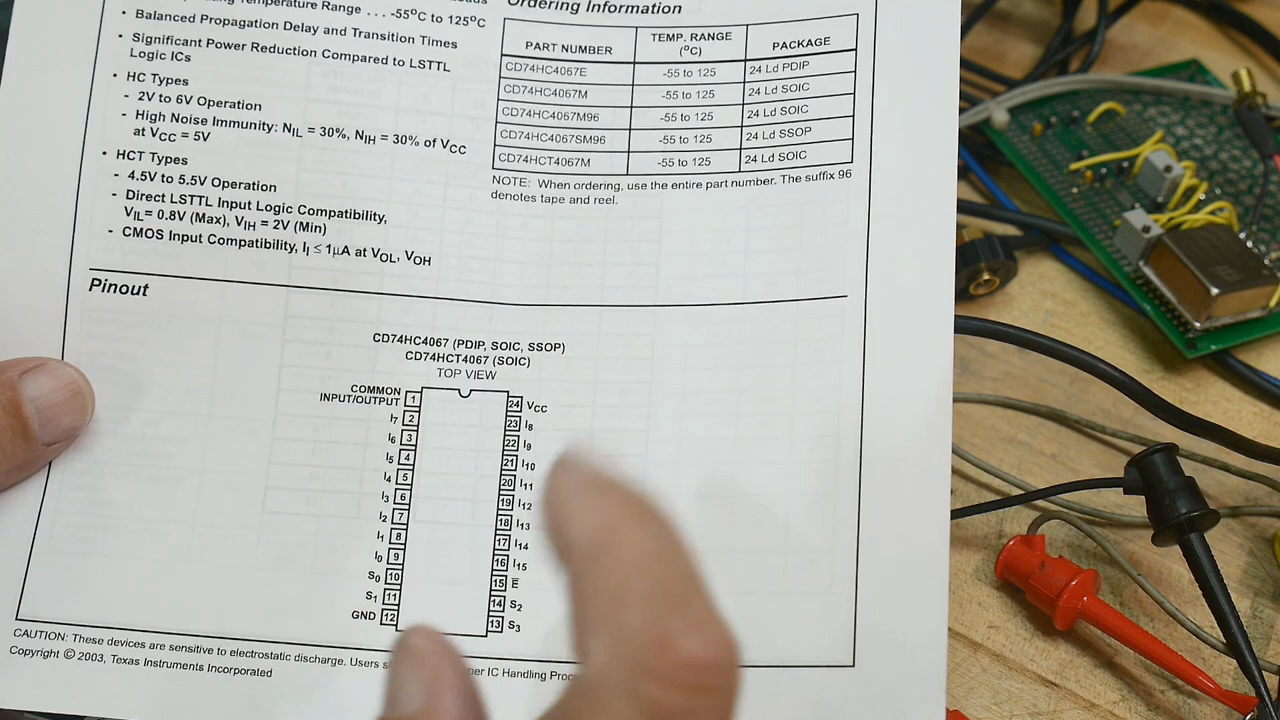 Temperature Range . . . -55°C to 125°C
• Balanced Propagation Delay and Transition Times
• Significant Power Reduction Compared to LSTTL
Logic ICs
• HC Types
- 2V to 6V Operation
- High Noise Immunity: NIL = 30%, NIH = 30% of VCC
at VCC = 5V
• HCT Types
- 4.5V to 5.5V Operation
- Direct LSTTL Input Logic Compatibility,
VIL= 0.8V (Max), VIH = 2V (Min)
- CMOS Input Compatibility, Il ≤ 1μA at VOL, VOH
Ordering Information
PART NUMBER TEMP. RANGE (°C) PACKAGE
CD74HC4067E -55 to 125 24 Ld PDIP
CD74HC4067M -55 to 125 24 Ld SOIC
CD74HC4067M96 -55 to 125 24 Ld SOIC
CD74HC4067SM96 -55 to 125 24 Ld SSOP
CD74HCT4067M -55 to 125 24 Ld SOIC
NOTE: When ordering, use the entire part number. The suffix 96
denotes tape and reel.
Pinout
CD74HC4067 (PDIP, SOIC, SSOP)
CD74HCT4067 (SOIC)
TOP VIEW
COMMON
INPUT/OUTPUT 1 24 VCC
I7 2 23 I8
I6 3 22 I9
I5 4 21 I10
I4 5 20 I11
I3 6 19 I12
I2 7 18 I13
I1 8 17 I14
I0 9 16 I15
S0 10 15 E̅
S1 11 14 S2
GND 12 13 S3
CAUTION: These devices are sensitive to electrostatic discharge. Users IC Handling
Copyright © 2003, Texas Instruments Incorporated